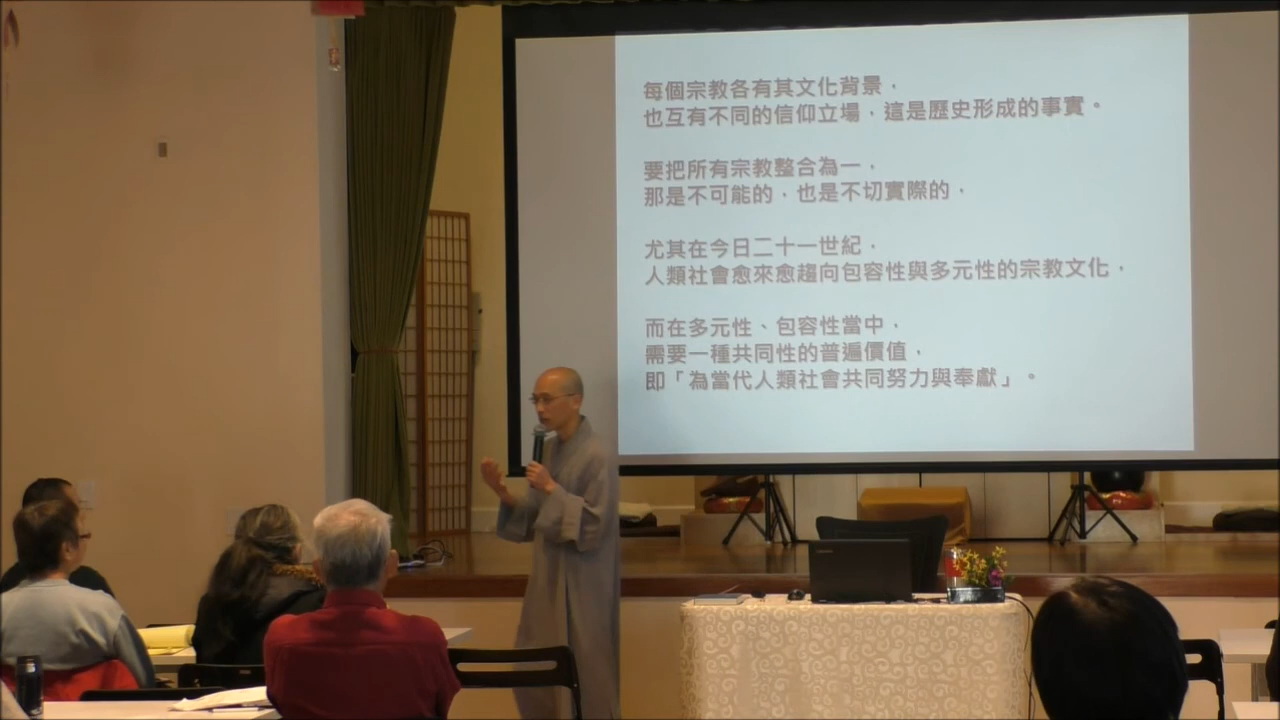 每個宗教各有其文化背景，
也互有不同的信仰立場，這是歷史形成的事實。
要把所有宗教整合為一，
那是不可能的，也是不切實際的，
尤其在今日二十一世紀，
人類社會愈來愈趨向包容性與多元性的宗教文化，
而在多元性、包容性當中，
需要一種共同性的普遍價值，
即「為當代人類社會共同努力與奉獻」。